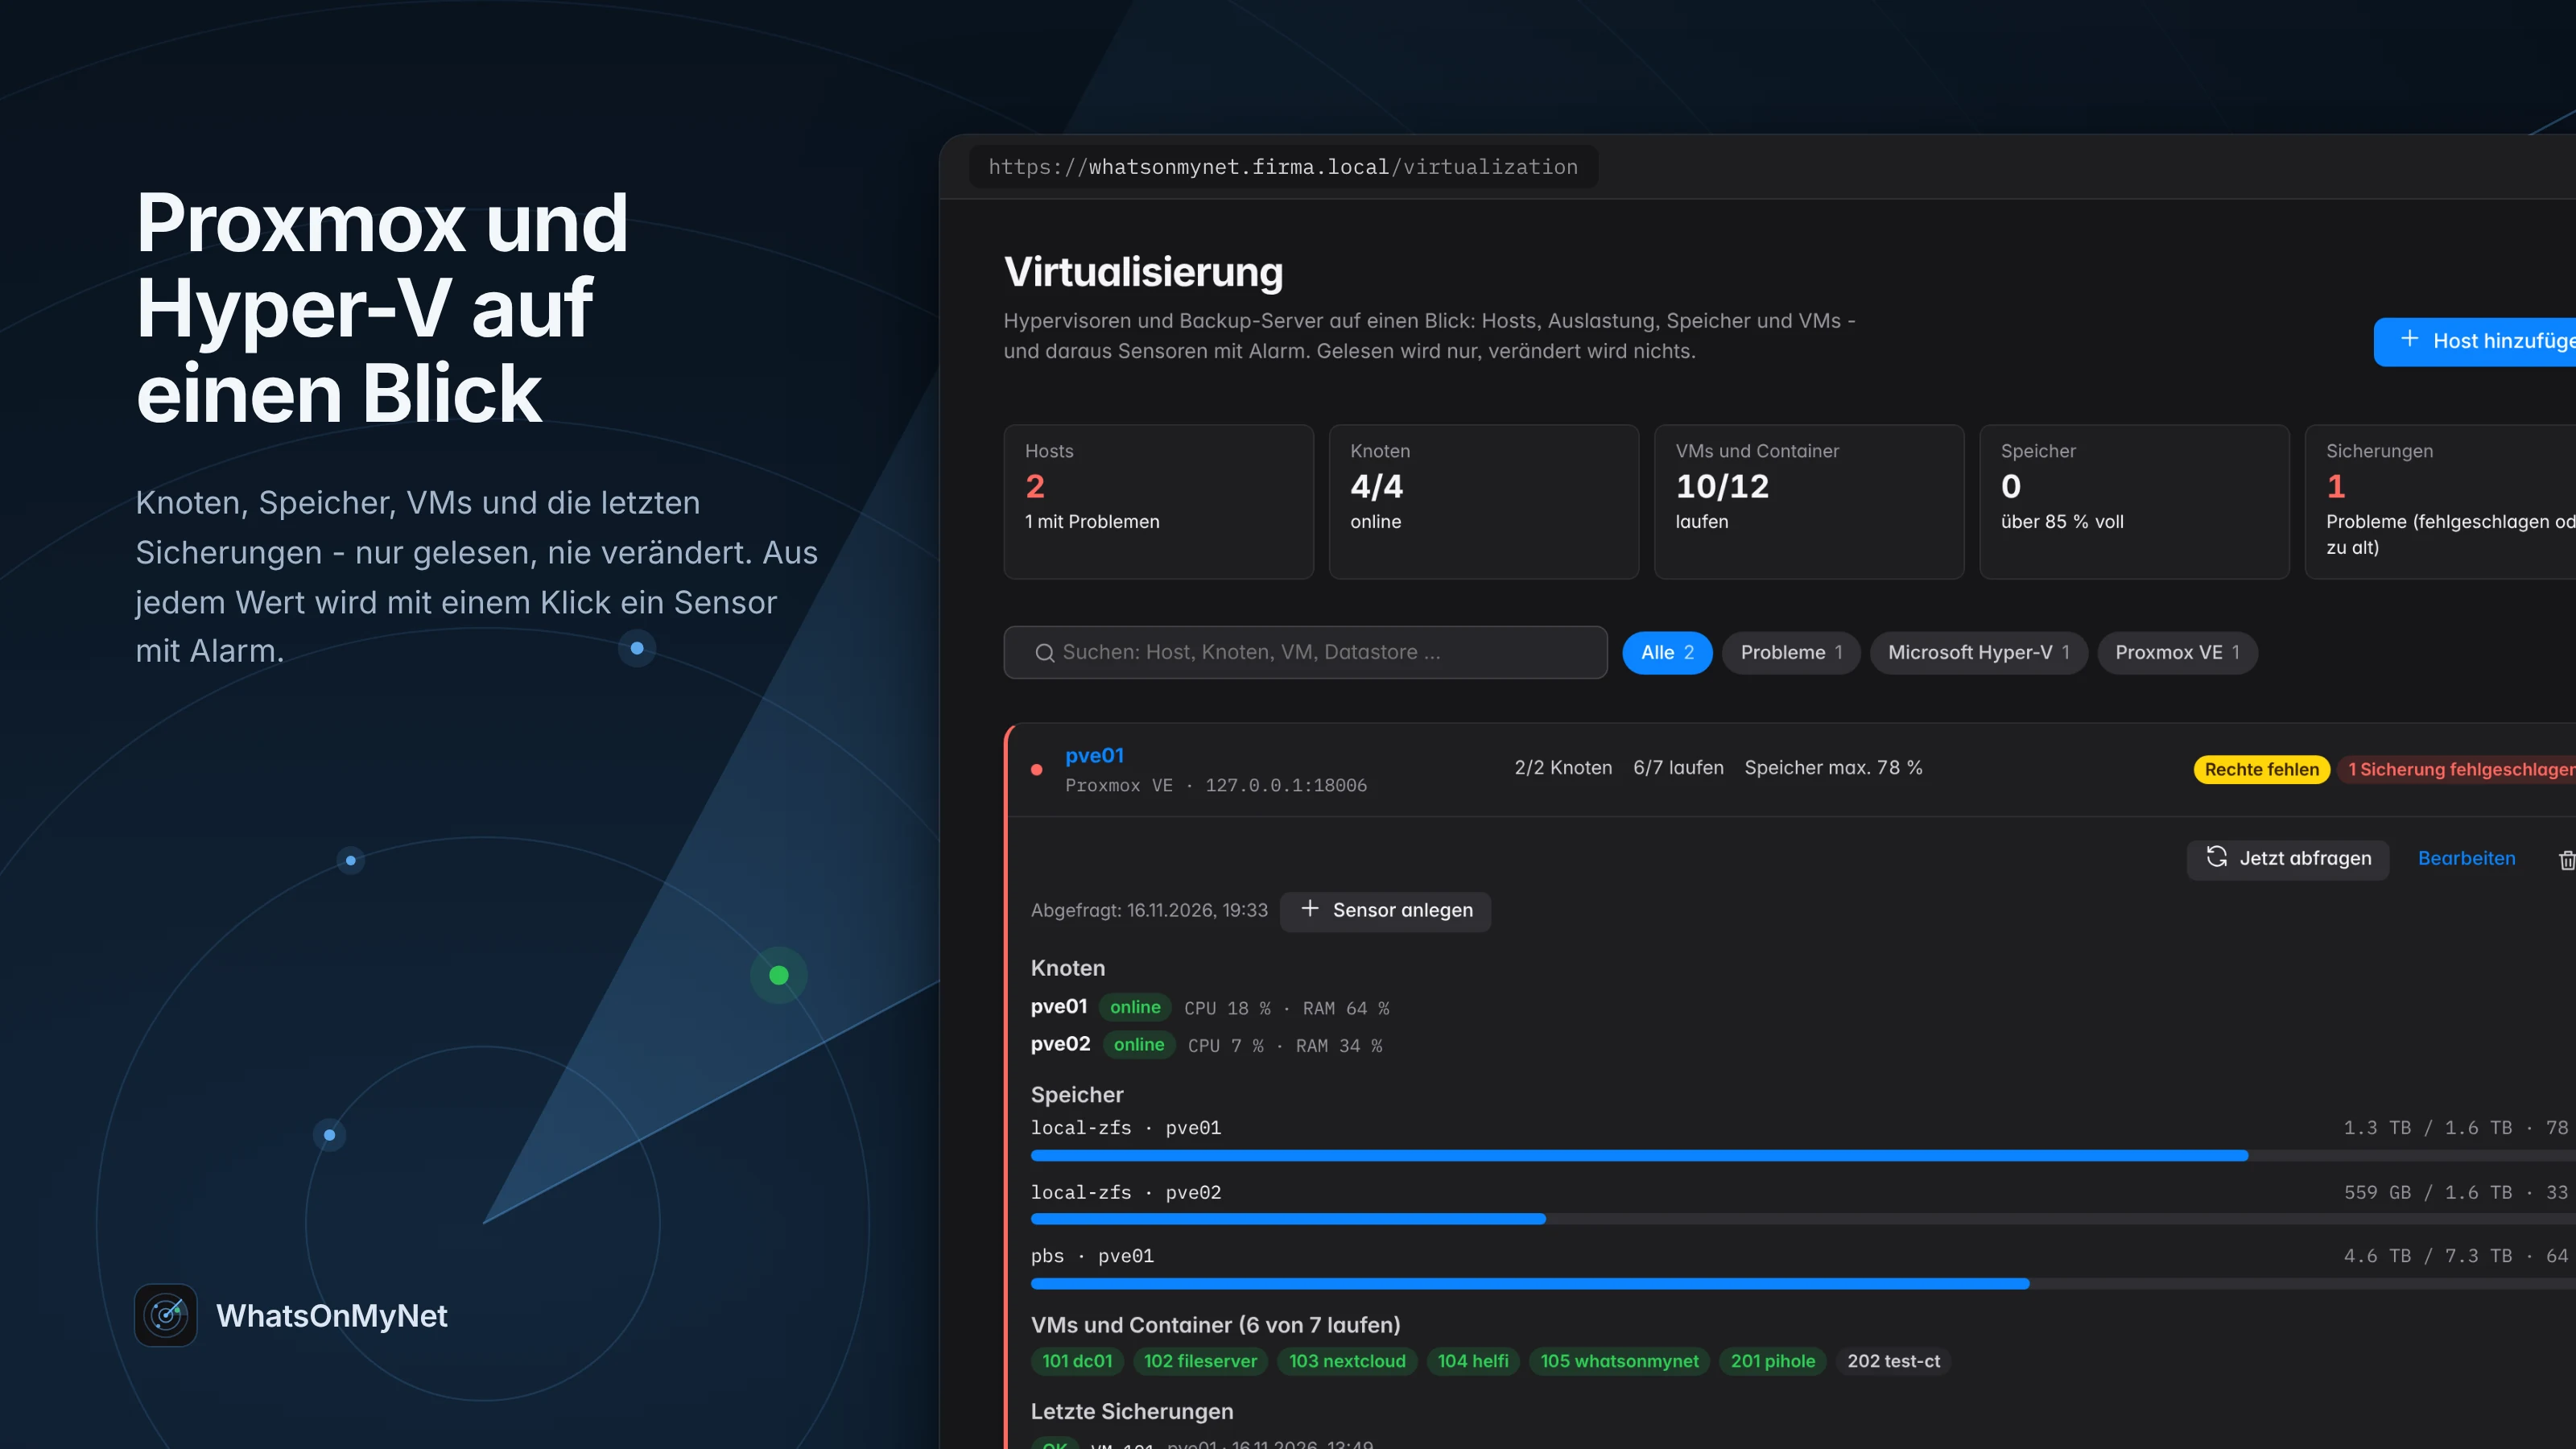 Proxmox und
Hyper-V auf
einen Blick
Knoten, Speicher, VMs und die letzten
Sicherungen - nur gelesen, nie verändert. Aus
jedem Wert wird mit einem Klick ein Sensor
mit Alarm.
WhatsOnMyNet
https://whatsonmynet.firma.local/virtualization
Virtualisierung
Hypervisoren und Backup-Server auf einen Blick: Hosts, Auslastung, Speicher und VMs -
und daraus Sensoren mit Alarm. Gelesen wird nur, verändert wird nichts.
+ Host hinzufüge
Hosts
2
1 mit Problemen
Knoten
4/4
online
VMs und Container
10/12
laufen
Speicher
0
über 85 % voll
Sicherungen
1
Probleme (fehlgeschlagen od
zu alt)
Suchen: Host, Knoten, VM, Datastore ...
Alle 2
Probleme 1
Microsoft Hyper-V 1
Proxmox VE 1
pve01
Proxmox VE · 127.0.0.1:18006
2/2 Knoten 6/7 laufen Speicher max. 78 %
Rechte fehlen
1 Sicherung fehlgeschlagen
Jetzt abfragen
Bearbeiten
Abgefragt: 16.11.2026, 19:33
+ Sensor anlegen
Knoten
pve01 online CPU 18 % · RAM 64 %
pve02 online CPU 7 % · RAM 34 %
Speicher
local-zfs · pve01 1.3 TB / 1.6 TB · 78
local-zfs · pve02 559 GB / 1.6 TB · 33
pbs · pve01 4.6 TB / 7.3 TB · 64
VMs und Container (6 von 7 laufen)
101 dc01 102 fileserver 103 nextcloud 104 helfi 105 whatsonmynet 201 pihole 202 test-ct
Letzte Sicherungen
OK VM 101 pve01 · 16.11.2026, 13:49